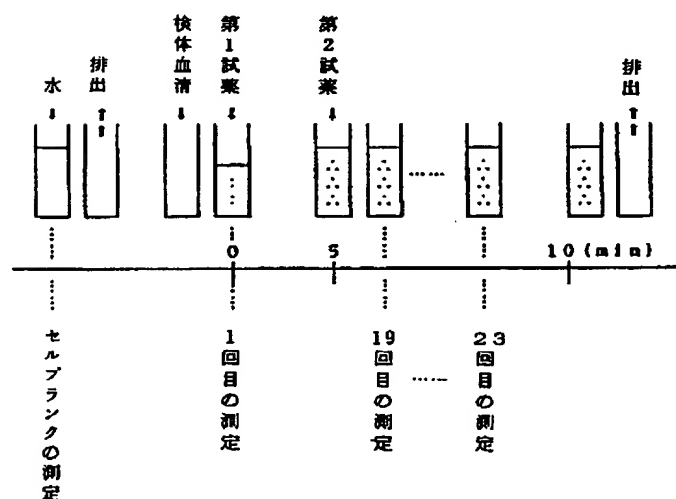 水
排出
検体血清
第1試薬
第2試薬
排出
0
5
10 (min)
セルブランクの測定
1回目の測定
19回目の測定
23回目の測定